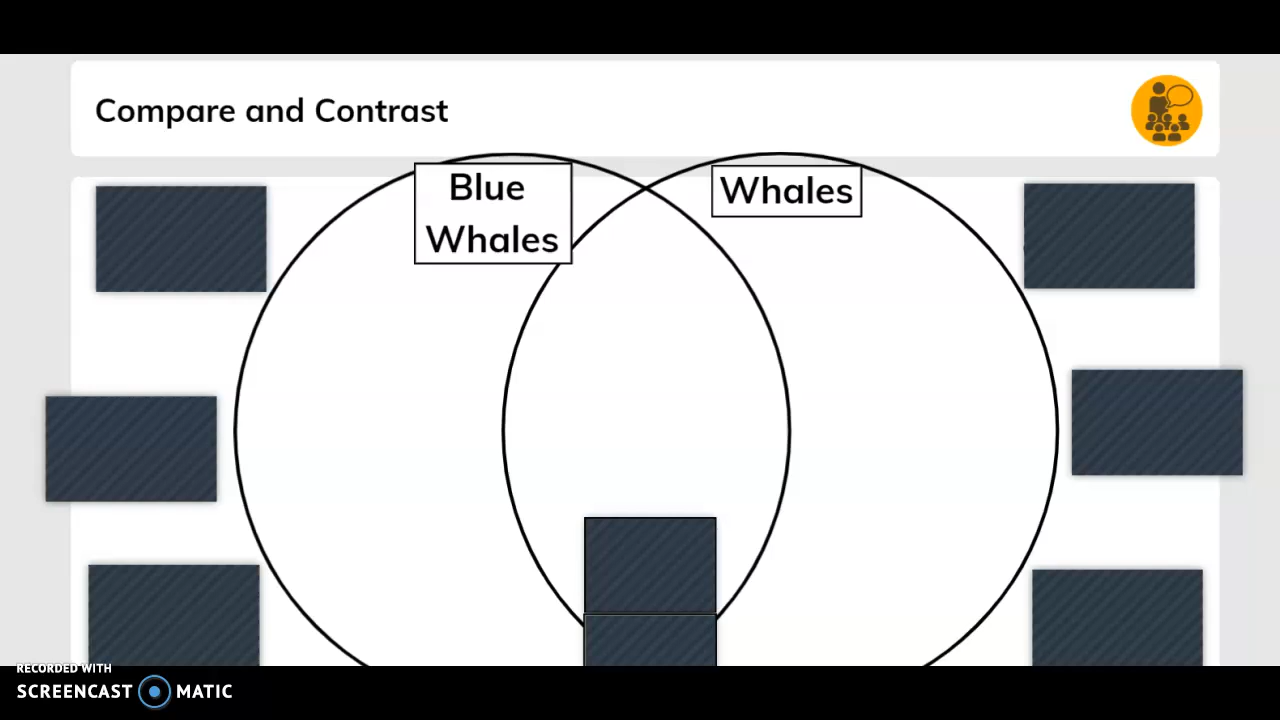 Compare and Contrast
Blue
Whales
Whales
RECORDED WITH
SCREENCAST MATIC